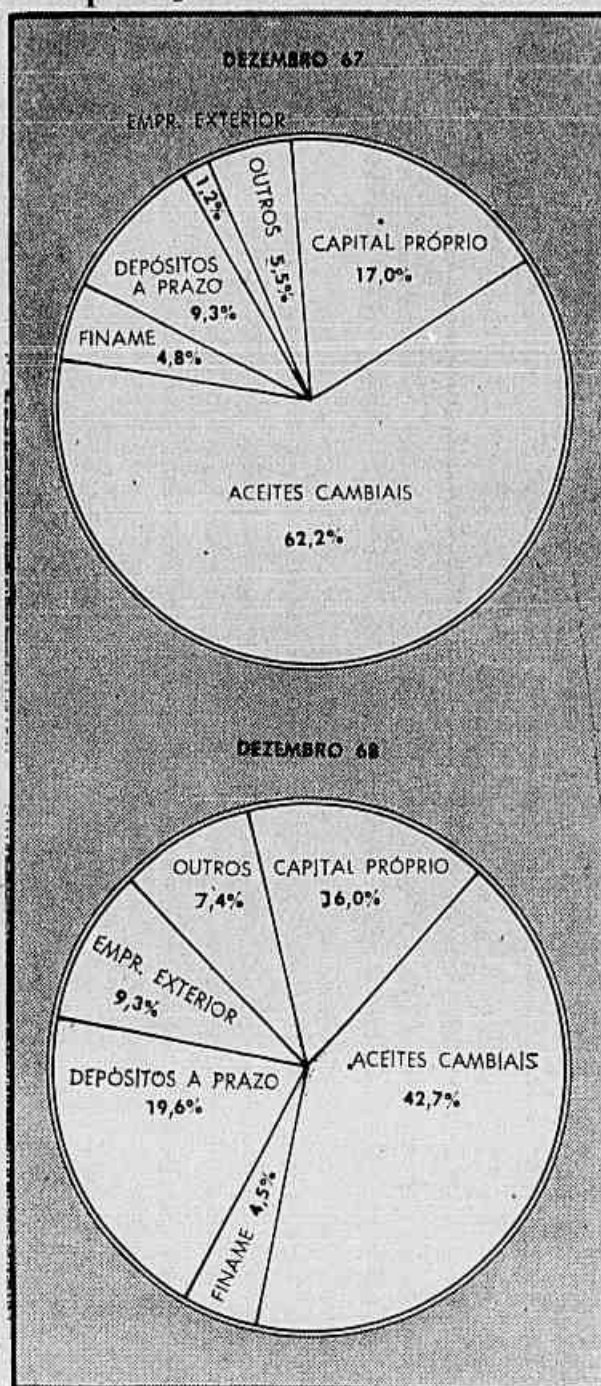 DEZEMBRO 67
EMPR. EXTERIOR
1,2%
OUTROS 5,5%
CAPITAL PRÓPRIO
17,0%
DEPÓSITOS
A PRAZO
9,3%
FINAME
4,8%
ACEITES CAMBIAIS
62,2%
DEZEMBRO 68
OUTROS
7,4%
CAPITAL PRÓPRIO
16,0%
EMPR. EXTERIOR
9,3%
ACEITES CAMBIAIS
42,7%
DEPÓSITOS A PRAZO
19,6%
FINAME 4,5%